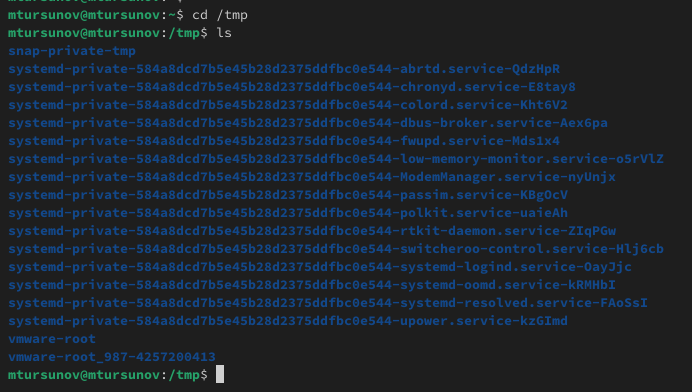 mtursunov@mtursunov:~$ cd /tmp
mtursunov@mtursunov:/tmp$ ls
snap-private-tmp
systemd-private-584a8dcd7b5e45b28d2375ddfbc0e544-abrtd.service-QdzHpR
systemd-private-584a8dcd7b5e45b28d2375ddfbc0e544-chronyd.service-E8tay8
systemd-private-584a8dcd7b5e45b28d2375ddfbc0e544-colord.service-Kht6V2
systemd-private-584a8dcd7b5e45b28d2375ddfbc0e544-dbus-broker.service-Aex6pa
systemd-private-584a8dcd7b5e45b28d2375ddfbc0e544-fwupd.service-Mds1x4
systemd-private-584a8dcd7b5e45b28d2375ddfbc0e544-low-memory-monitor.service-o5rVlZ
systemd-private-584a8dcd7b5e45b28d2375ddfbc0e544-ModemManager.service-nyUnjx
systemd-private-584a8dcd7b5e45b28d2375ddfbc0e544-passim.service-KBgOcV
systemd-private-584a8dcd7b5e45b28d2375ddfbc0e544-polkit.service-uaieAh
systemd-private-584a8dcd7b5e45b28d2375ddfbc0e544-rtkit-daemon.service-ZIqPGw
systemd-private-584a8dcd7b5e45b28d2375ddfbc0e544-switcheroo-control.service-Hlj6cb
systemd-private-584a8dcd7b5e45b28d2375ddfbc0e544-systemd-logind.service-OayJjc
systemd-private-584a8dcd7b5e45b28d2375ddfbc0e544-systemd-oomd.service-kRMHbI
systemd-private-584a8dcd7b5e45b28d2375ddfbc0e544-systemd-resolved.service-FAoSsI
systemd-private-584a8dcd7b5e45b28d2375ddfbc0e544-upower.service-kzGImd
vmware-root
vmware-root_987-4257200413
mtursunov@mtursunov:/tmp$